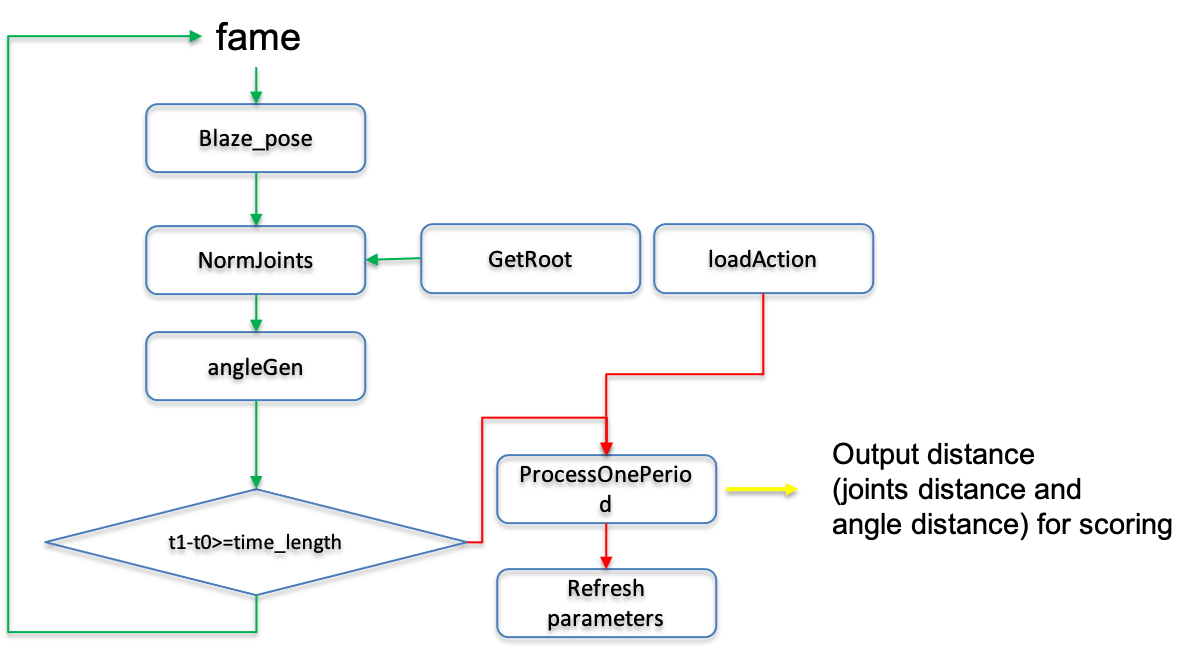 fame
Blaze_pose
NormJoints
GetRoot
loadAction
angleGen
t1-t0>=time_length
ProcessOnePerio
d
Output distance
(joints distance and
angle distance) for scoring
Refresh
parameters